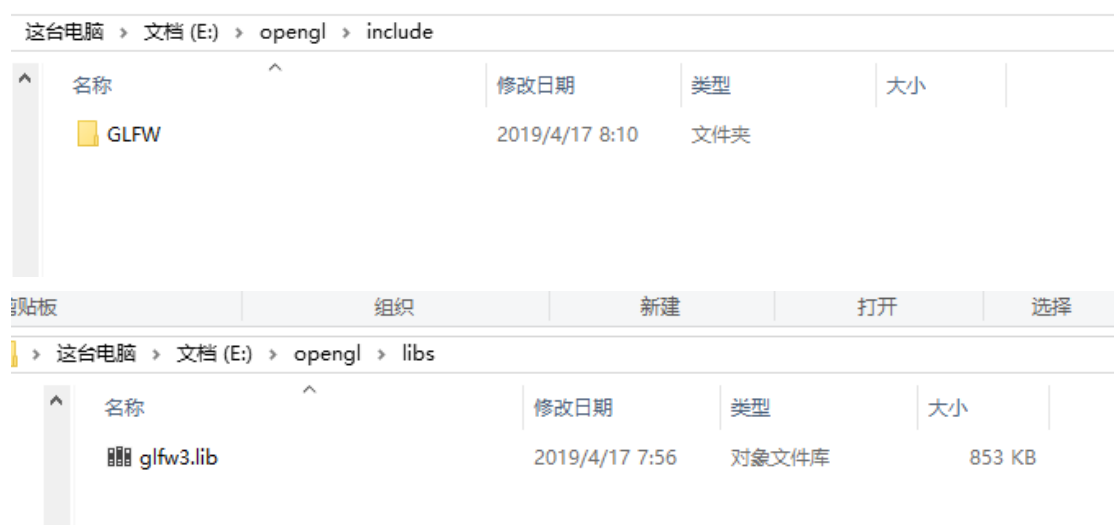 这台电脑 > 文档 (E:) > opengl > include
名称 修改日期 类型 大小
GLFW 2019/4/17 8:10 文件夹
剪贴板 组织 新建 打开 选择
> 这台电脑 > 文档 (E:) > opengl > libs
名称 修改日期 类型 大小
glfw3.lib 2019/4/17 7:56 对象文件库 853 KB